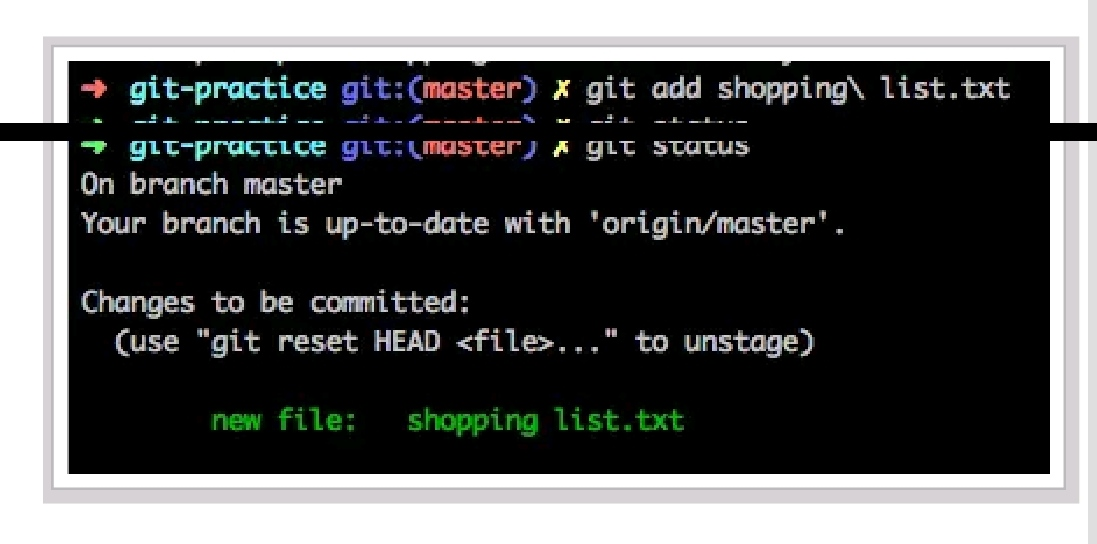 ➜ git-practice git:(master) ✗ git add shopping\ list.txt
➜ git-practice git:(master) ✗ git status
On branch master
Your branch is up-to-date with 'origin/master'.
Changes to be committed:
(use "git reset HEAD <file>..." to unstage)
new file: shopping list.txt